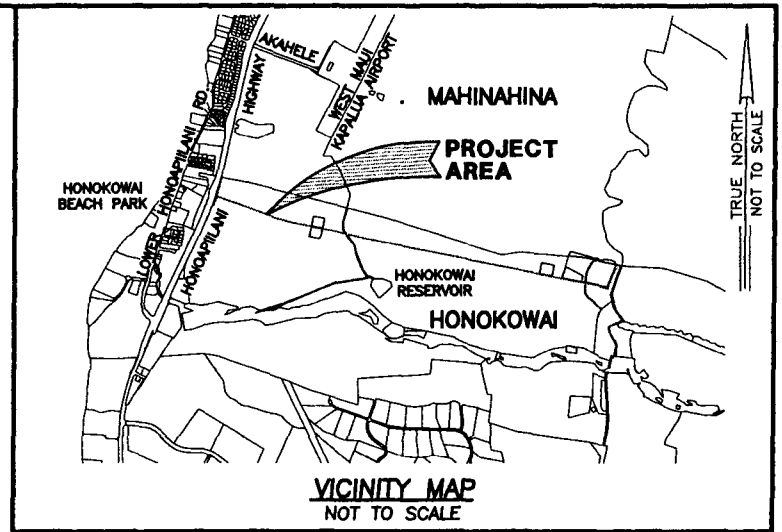 AKAHELE
WEST MAUI
KAPALUA AIRPORT
HIGHWAY
MAHINAHINA
TRUE NORTH
NOT TO SCALE
PROJECT
AREA
HONOKOWAI
BEACH PARK
LOWER HONOAPIILANI RD.
HONOAPIILANI
HONOKOWAI
RESERVOIR
HONOKOWAI
VICINITY MAP
NOT TO SCALE